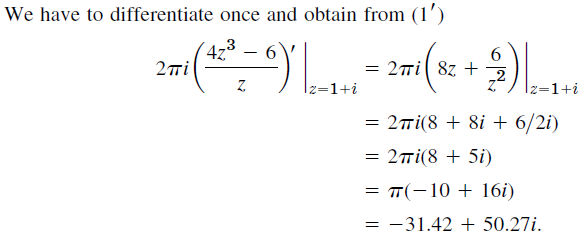 We have to differentiate once and obtain from (1′)
2πi((4z³ − 6)/z)′|z=1+i = 2πi(8z + 6/z²)|z=1+i
= 2πi(8 + 8i + 6/2i)
= 2πi(8 + 5i)
= π(−10 + 16i)
= −31.42 + 50.27i.